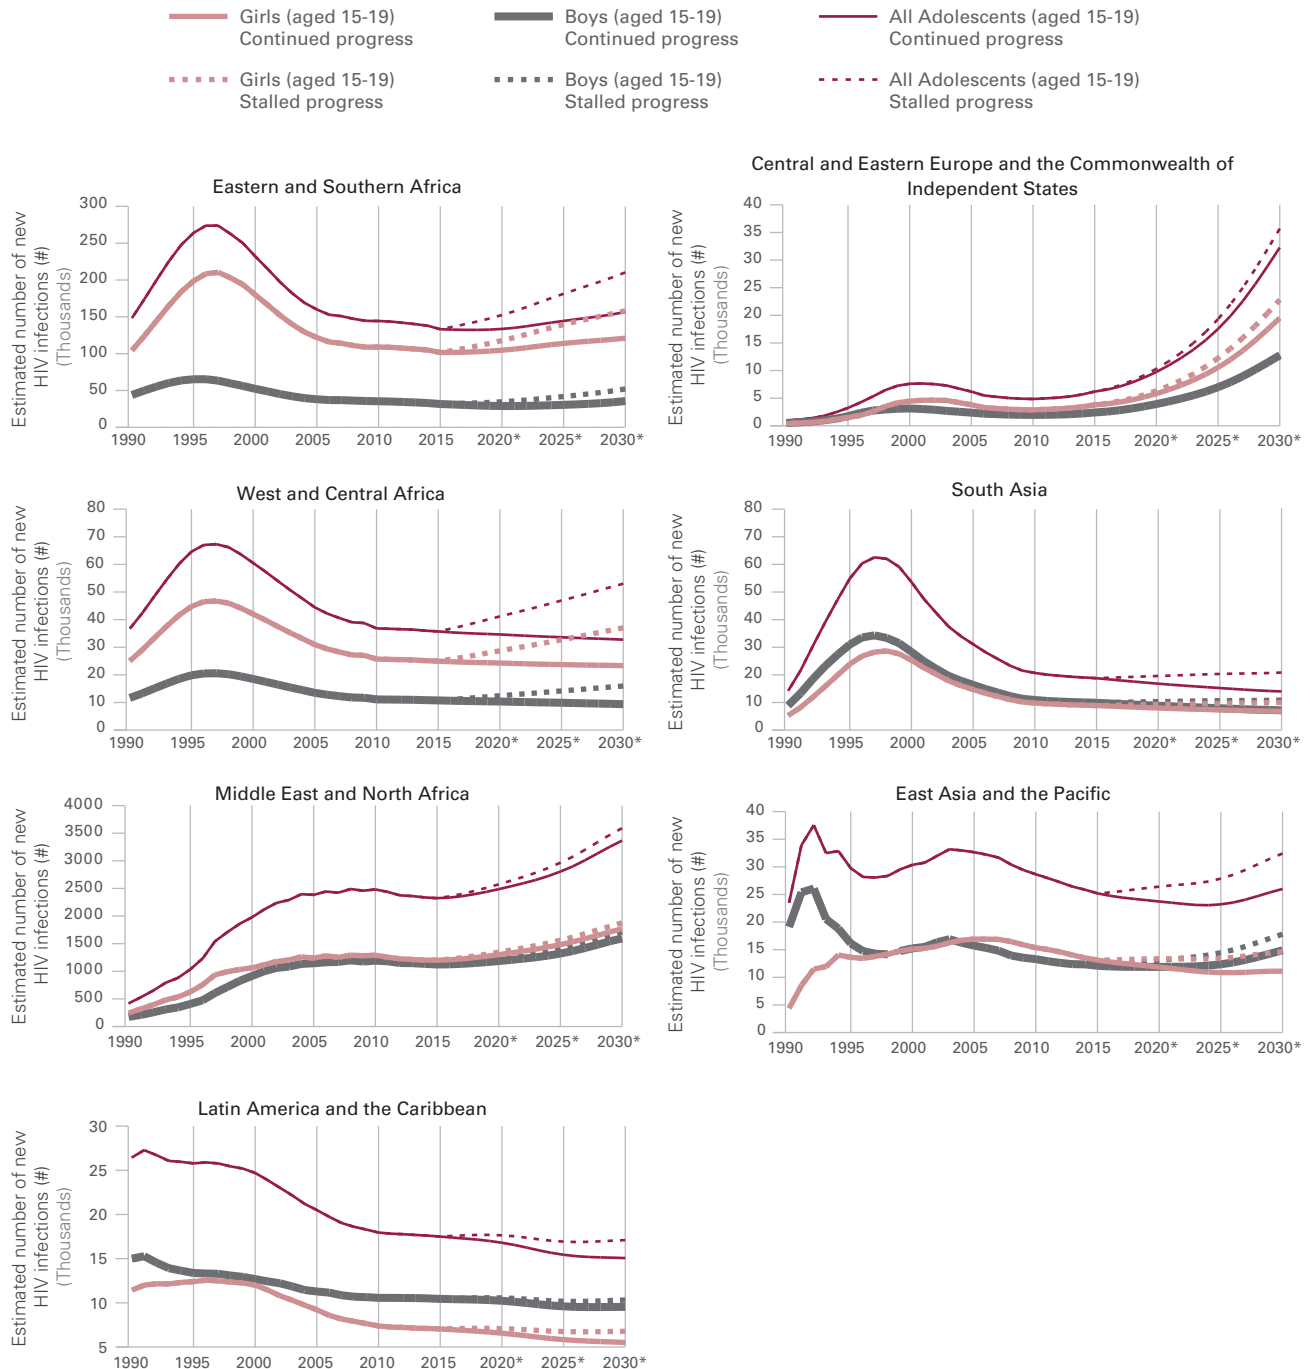 Girls (aged 15-19)
Continued progress
Boys (aged 15-19)
Continued progress
All Adolescents (aged 15-19)
Continued progress
Girls (aged 15-19)
Stalled progress
Boys (aged 15-19)
Stalled progress
All Adolescents (aged 15-19)
Stalled progress
Eastern and Southern Africa
Estimated number of new
HIV infections (#)
(Thousands)
300
250
200
150
100
50
0
1990 1995 2000 2005 2010 2015 2020* 2025* 2030*
Central and Eastern Europe and the Commonwealth of
Independent States
Estimated number of new
HIV infections (#)
(Thousands)
40
35
30
25
20
15
10
5
0
1990 1995 2000 2005 2010 2015 2020* 2025* 2030*
West and Central Africa
Estimated number of new
HIV infections (#)
(Thousands)
80
70
60
50
40
30
20
10
0
1990 1995 2000 2005 2010 2015 2020* 2025* 2030*
South Asia
Estimated number of new
HIV infections (#)
(Thousands)
80
70
60
50
40
30
20
10
0
1990 1995 2000 2005 2010 2015 2020* 2025* 2030*
Middle East and North Africa
Estimated number of new
HIV infections (#)
4000
3500
3000
2500
2000
1500
1000
500
0
1990 1995 2000 2005 2010 2015 2020* 2025* 2030*
East Asia and the Pacific
Estimated number of new
HIV infections (#)
(Thousands)
40
35
30
25
20
15
10
5
0
1990 1995 2000 2005 2010 2015 2020* 2025* 2030*
Latin America and the Caribbean
Estimated number of new
HIV infections (#)
(Thousands)
30
25
20
15
10
5
1990 1995 2000 2005 2010 2015 2020* 2025* 2030*